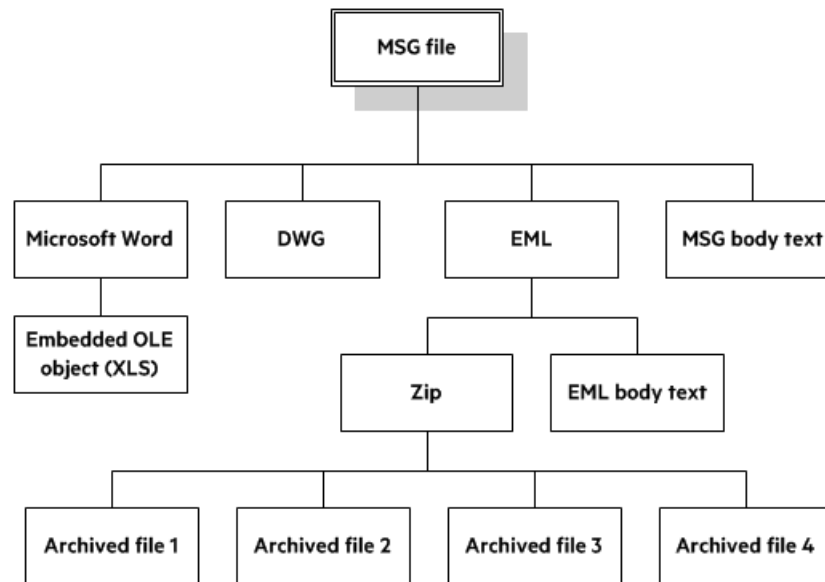 MSG file
Microsoft Word
DWG
EML
MSG body text
Embedded OLE
object (XLS)
Zip
EML body text
Archived file 1
Archived file 2
Archived file 3
Archived file 4